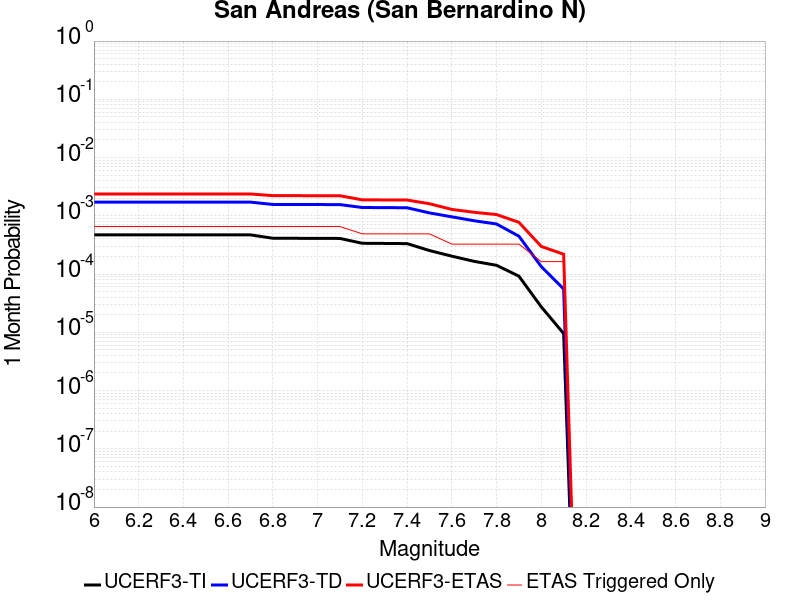 San Andreas (San Bernardino N)
10^0
10^-1
10^-2
10^-3
10^-4
10^-5
10^-6
10^-7
10^-8
1 Month Probability
6 6.2 6.4 6.6 6.8 7 7.2 7.4 7.6 7.8 8 8.2 8.4 8.6 8.8 9
Magnitude
UCERF3-TI UCERF3-TD UCERF3-ETAS ETAS Triggered Only